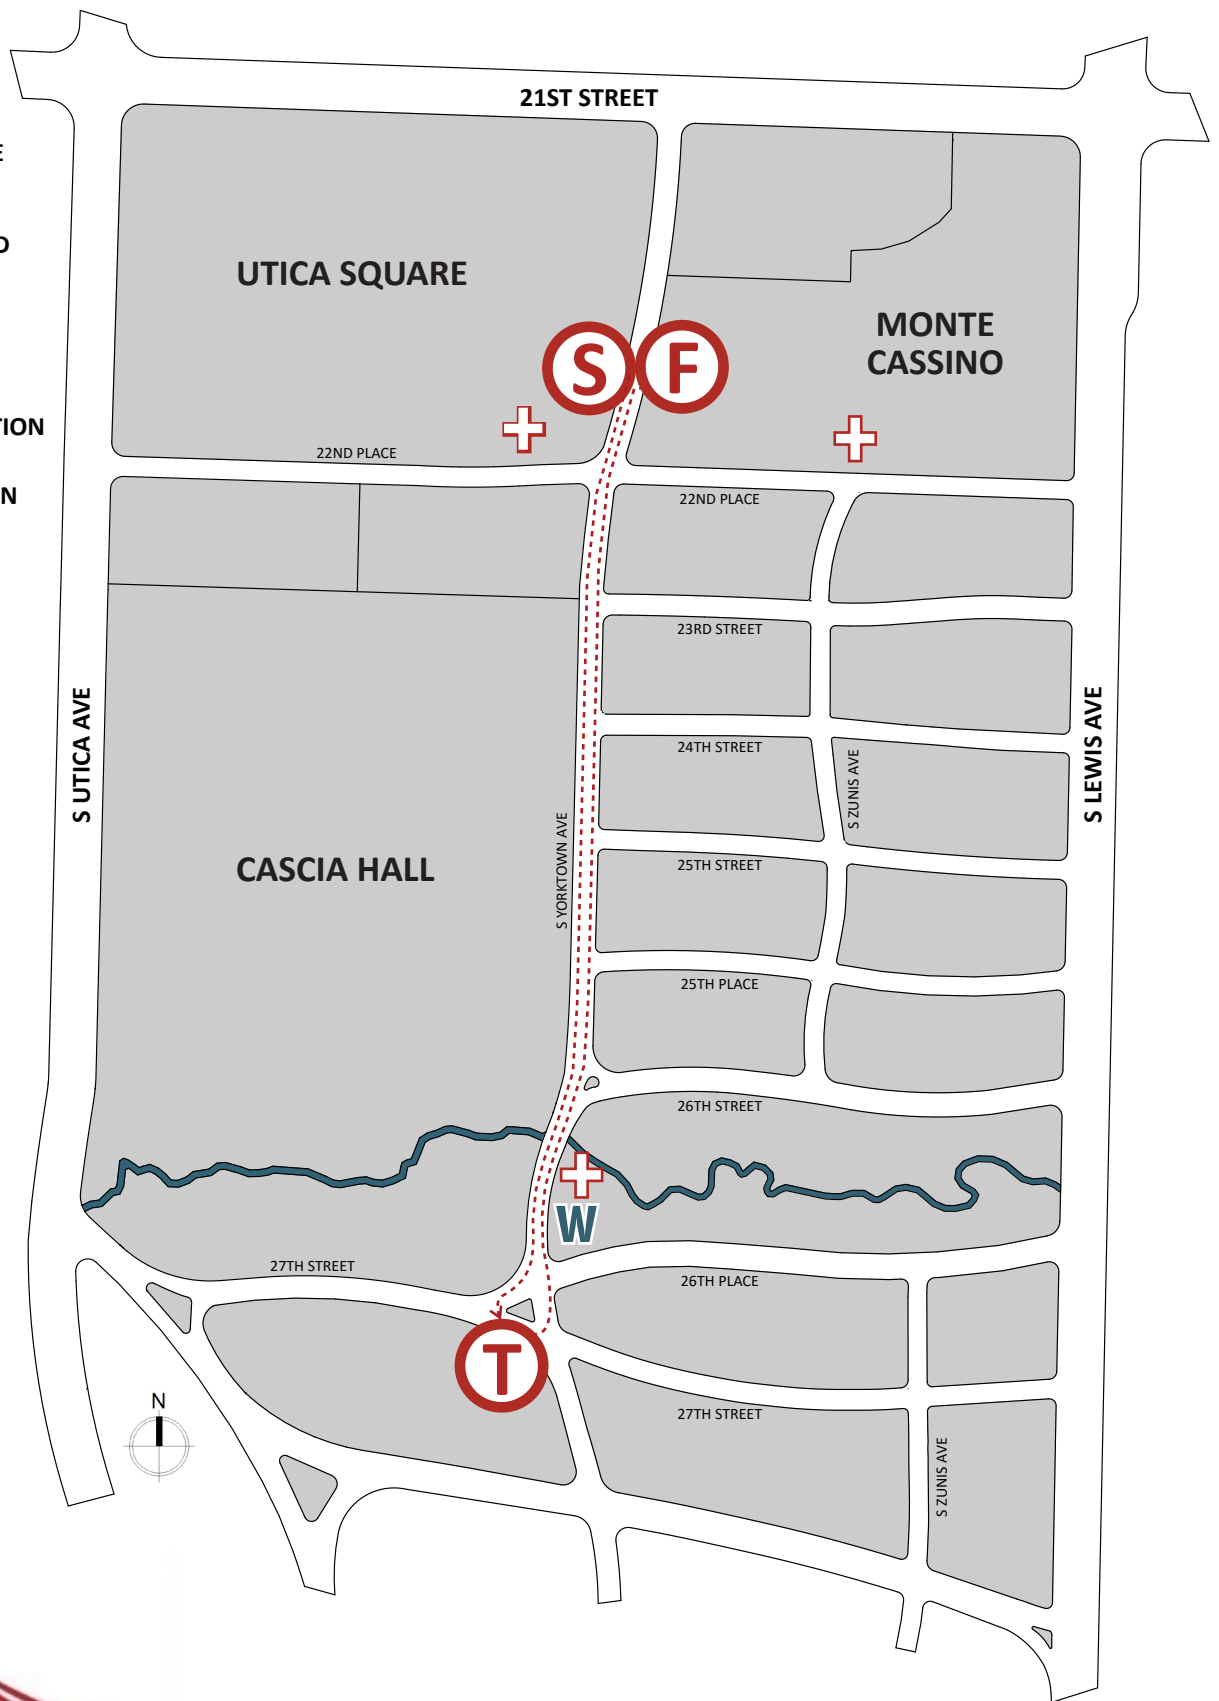 21ST STREET
E
D
UTICA SQUARE
MONTE
CASSINO
S
F
TION
N
22ND PLACE
22ND PLACE
23RD STREET
S UTICA AVE
S LEWIS AVE
24TH STREET
S ZUNIS AVE
S YORKTOWN AVE
CASCIA HALL
25TH STREET
25TH PLACE
26TH STREET
W
27TH STREET
26TH PLACE
T
N
27TH STREET
S ZUNIS AVE